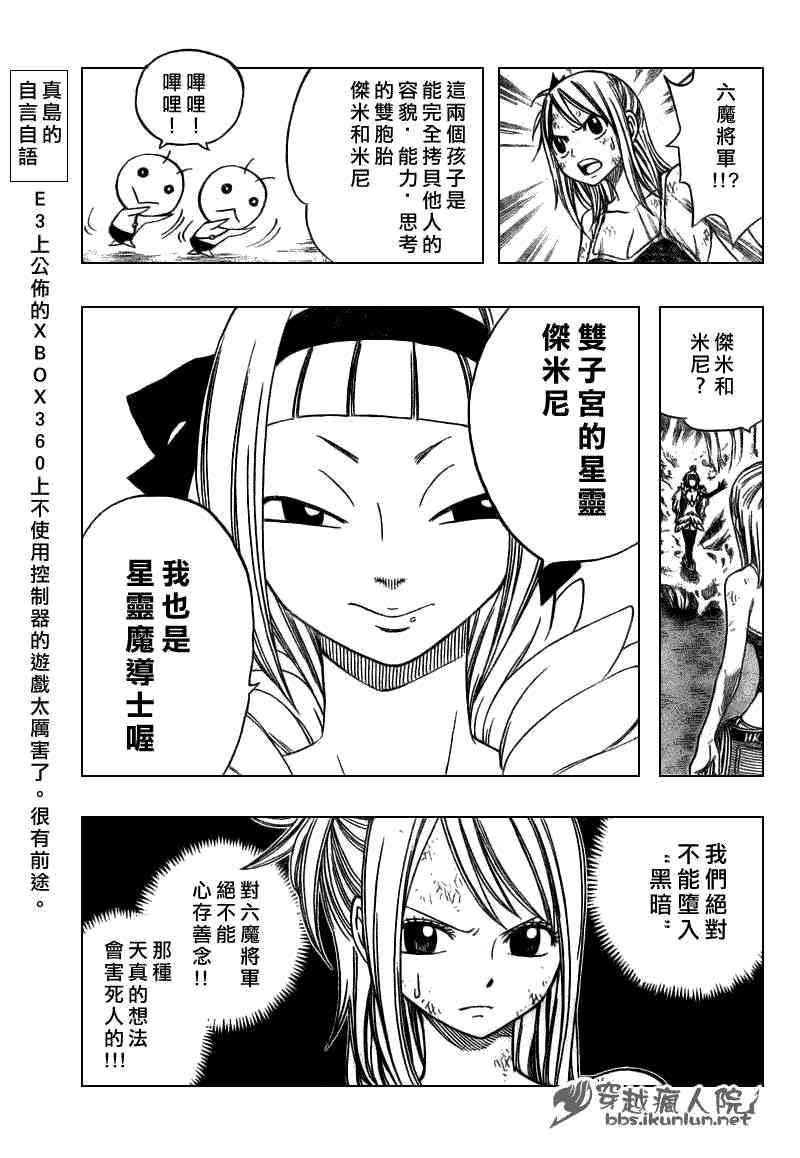 六魔將軍!!?
這兩個孩子是
能完全拷貝他人的
容貌·能力·思考
的雙胞胎
傑米和米尼
嗶哩！
嗶哩！
傑米和
米尼？
雙子宮的星靈
傑米尼
我也是
星靈魔導士喔
我們絕對
不能墮入
"黑暗"
對六魔將軍
絕不能
心存善念!!
那種
天真的想法
會害死人的!!!
真島的
自言自語
E3上公佈的XBOX360上不使用控制器的遊戲太厲害了。很有前途。
穿越瘋人院
bbs.ikunlun.net